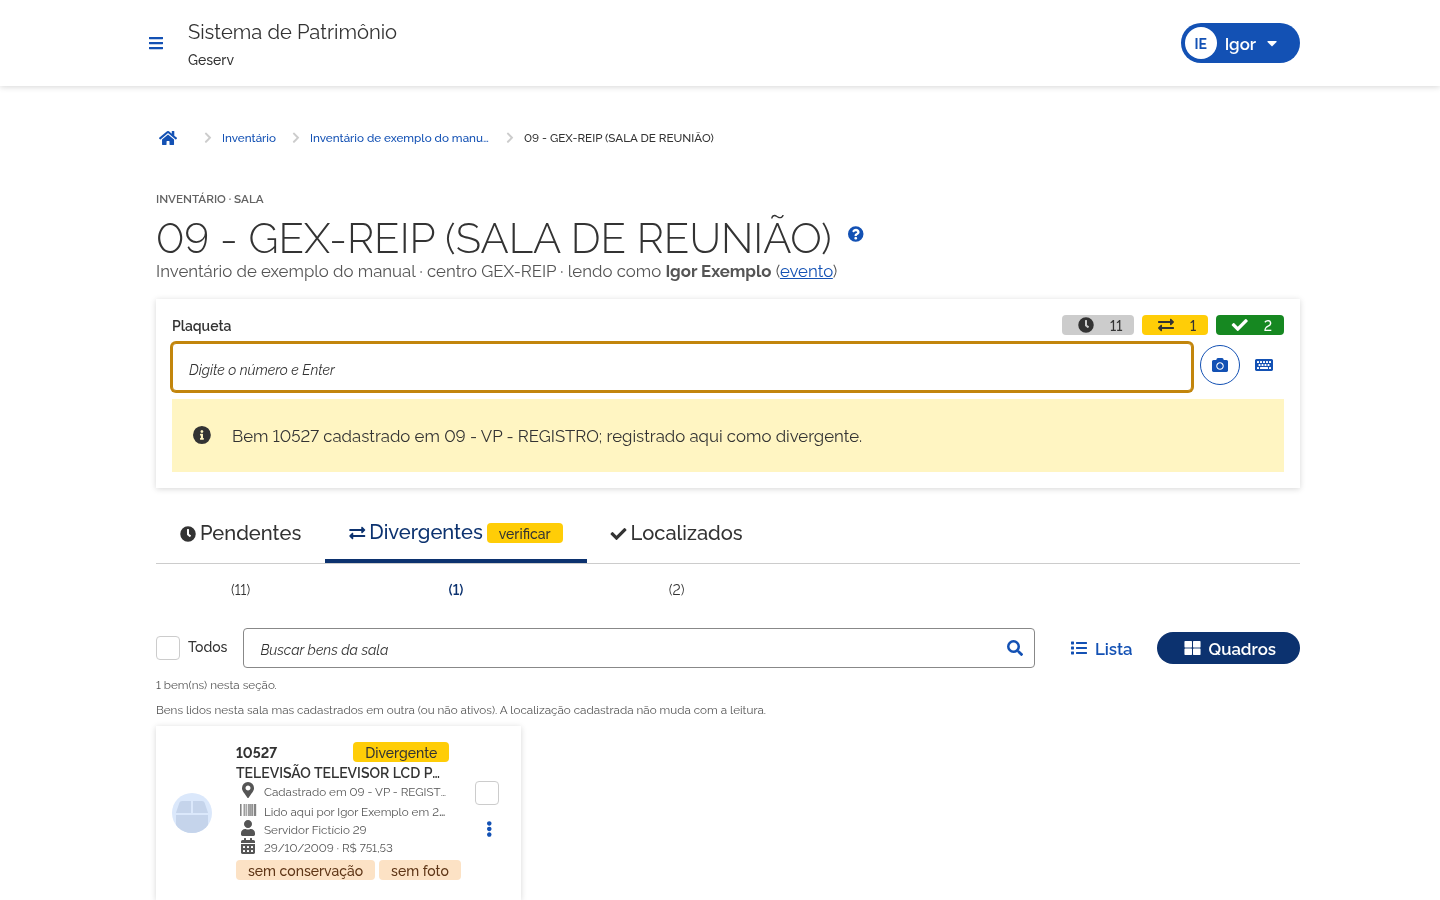 Sistema de Patrimônio
Geserv
IE Igor
Inventário
Inventário de exemplo do manu...
09 - GEX-REIP (SALA DE REUNIÃO)
INVENTÁRIO · SALA
09 - GEX-REIP (SALA DE REUNIÃO)
Inventário de exemplo do manual · centro GEX-REIP · lendo como Igor Exemplo (evento)
Plaqueta
11
1
2
Digite o número e Enter
Bem 10527 cadastrado em 09 - VP - REGISTRO; registrado aqui como divergente.
Pendentes
Divergentes verificar
Localizados
(11)
(1)
(2)
Todos
Buscar bens da sala
Lista
Quadros
1 bem(ns) nesta seção.
Bens lidos nesta sala mas cadastrados em outra (ou não ativos). A localização cadastrada não muda com a leitura.
10527 Divergente
TELEVISÃO TELEVISOR LCD P...
Cadastrado em 09 - VP - REGIST...
Lido aqui por Igor Exemplo em 2...
Servidor Fictício 29
29/10/2009 · R$ 751,53
sem conservação sem foto